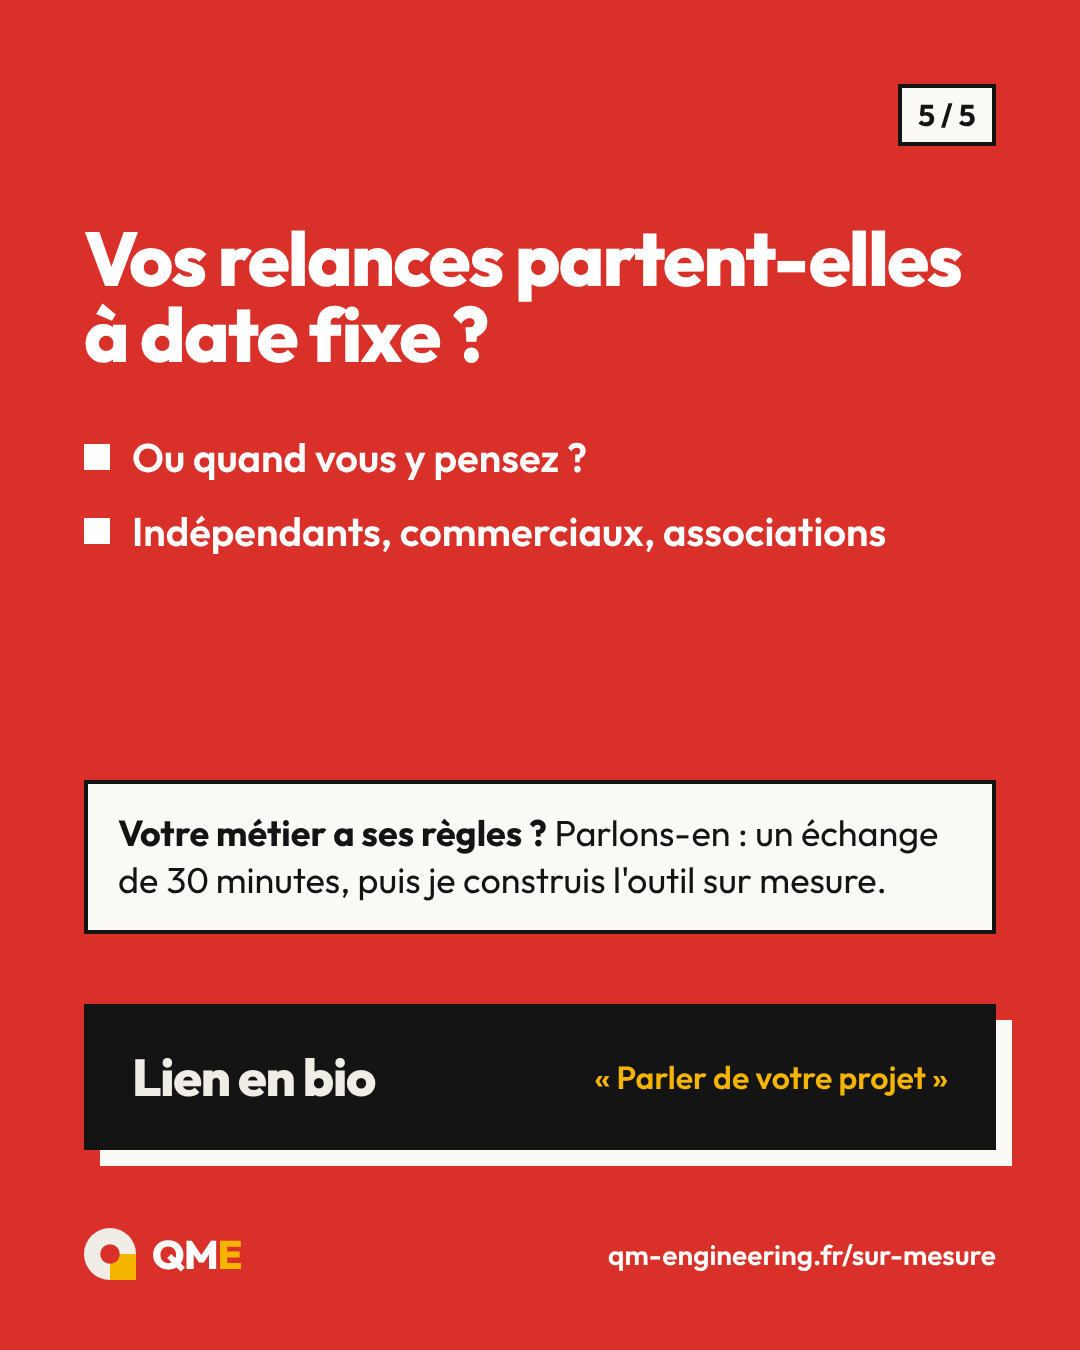 5 / 5
Vos relances partent-elles
à date fixe ?
Ou quand vous y pensez ?
Indépendants, commerciaux, associations
Votre métier a ses règles ? Parlons-en : un échange
de 30 minutes, puis je construis l'outil sur mesure.
Lien en bio
« Parler de votre projet »
QME
qm-engineering.fr/sur-mesure